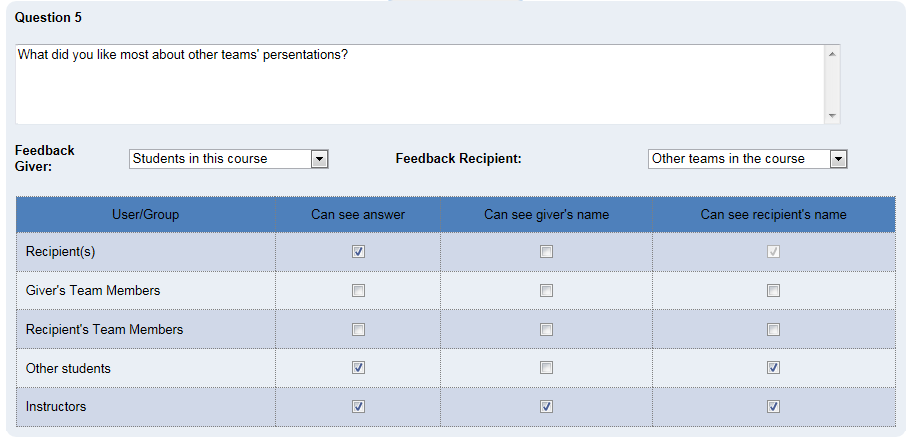 Question 5
What did you like most about other teams' persentations?
Feedback
Giver:
Students in this course
Feedback Recipient:
Other teams in the course
User/Group Can see answer Can see giver's name Can see recipient's name
Recipient(s)
Giver's Team Members
Recipient's Team Members
Other students
Instructors